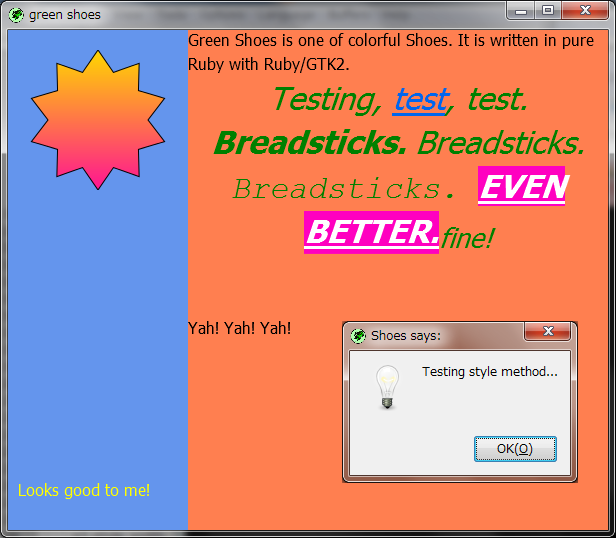 green shoes
Green Shoes is one of colorful Shoes. It is written in pure
Ruby with Ruby/GTK2.
Testing, test, test.
Breadsticks. Breadsticks.
Breadsticks. EVEN
BETTER.fine!
Yah! Yah! Yah!
Shoes says:
Testing style method...
OK(O)
Looks good to me!